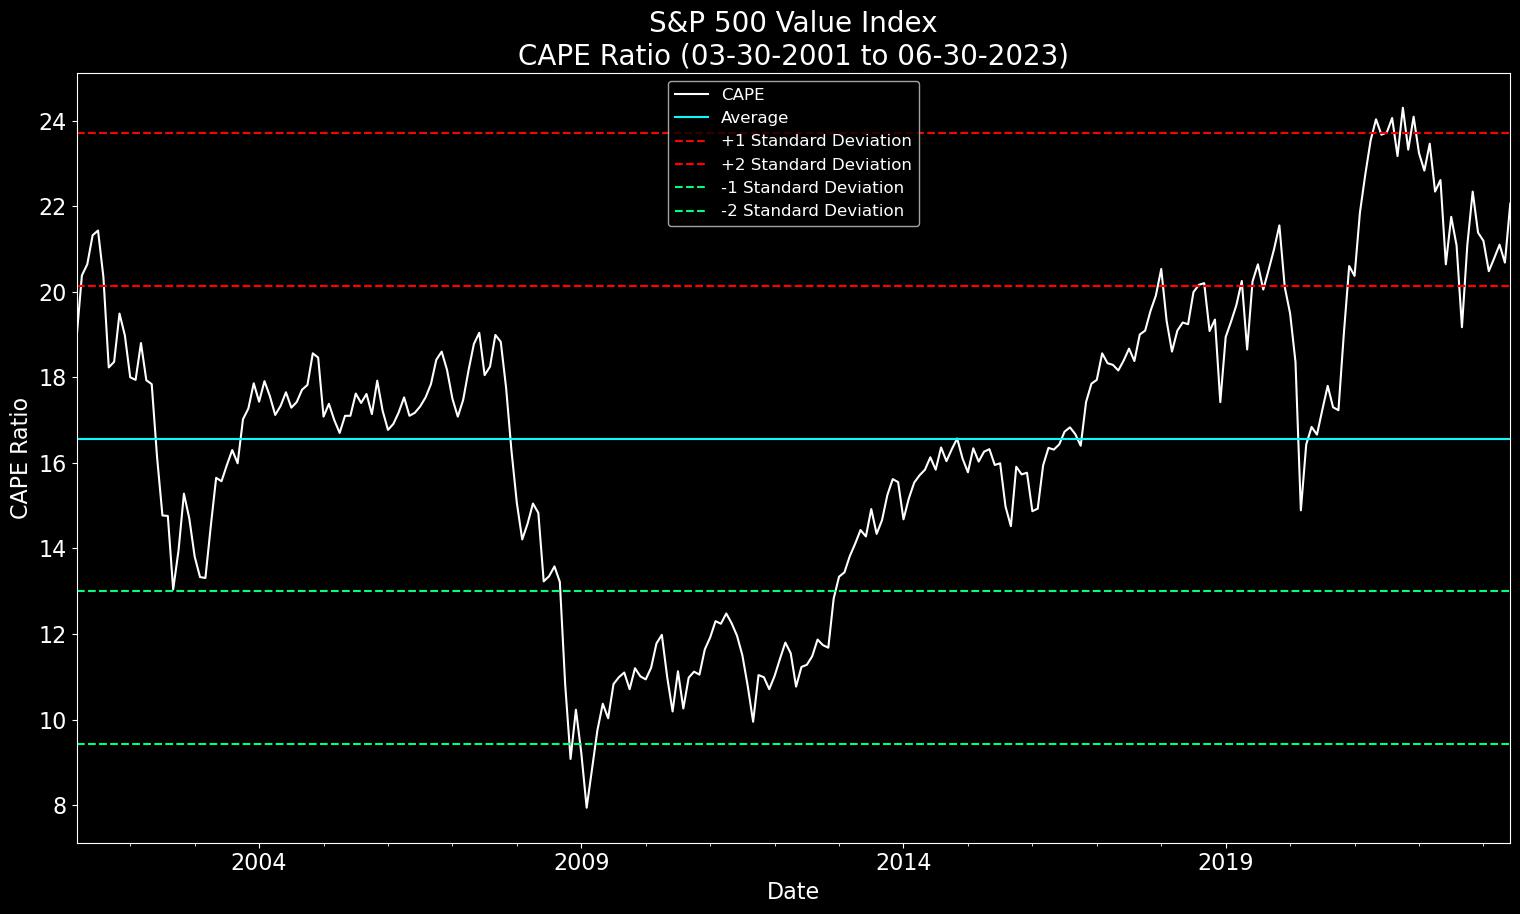 S&P 500 Value Index
CAPE Ratio (03-30-2001 to 06-30-2023)
CAPE
Average
+1 Standard Deviation
+2 Standard Deviation
-1 Standard Deviation
-2 Standard Deviation
CAPE Ratio
24
22
20
18
16
14
12
10
8
2004
2009
2014
2019
Date